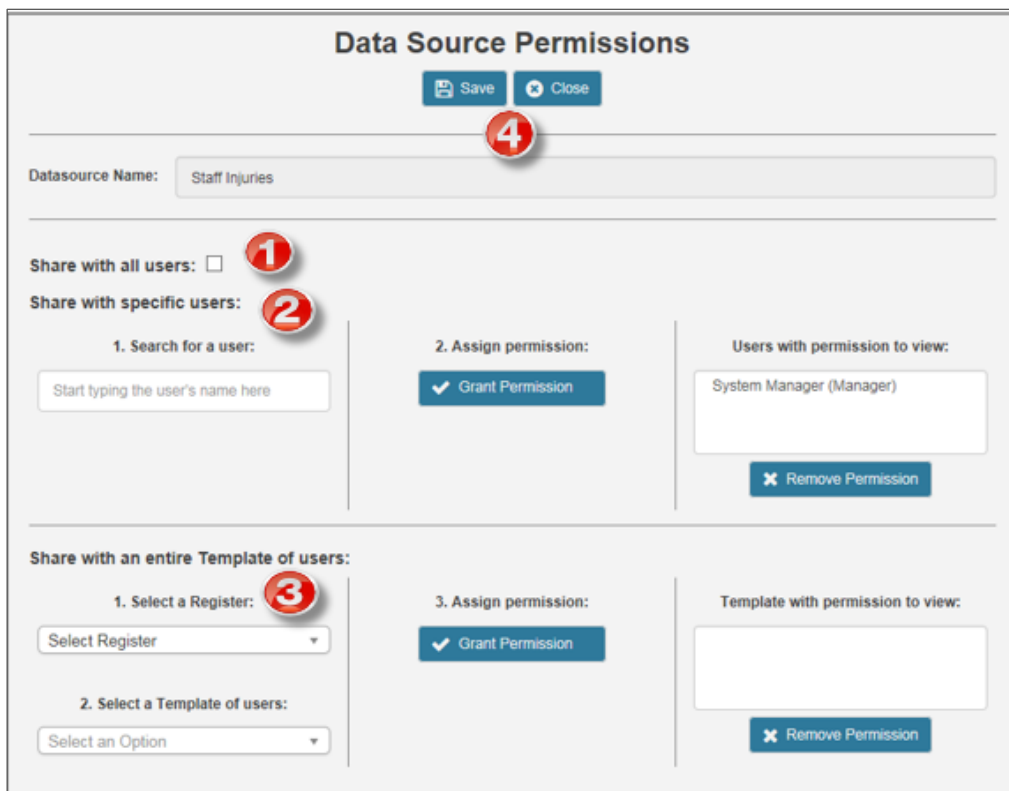 Data Source Permissions
Save Close
4
Datasource Name: Staff Injuries
Share with all users: 1
Share with specific users: 2
1. Search for a user:
Start typing the user's name here
2. Assign permission:
Grant Permission
Users with permission to view:
System Manager (Manager)
Remove Permission
Share with an entire Template of users:
3
1. Select a Register:
Select Register
2. Select a Template of users:
Select an Option
3. Assign permission:
Grant Permission
Template with permission to view:
Remove Permission